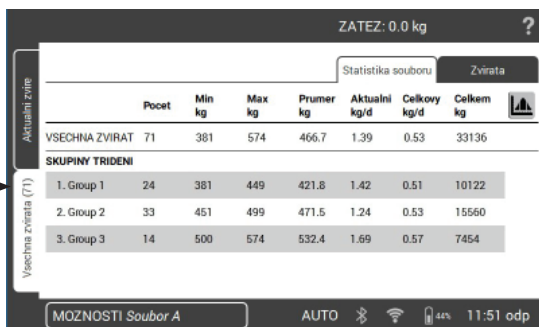 ZATEZ: 0.0 kg ?
Statistika souboru Zvirata
Aktualni zvire
Vsechna zvirata (71)
Pocet Min kg Max kg Prumer kg Aktualni kg/d Celkovy kg/d Celkem kg
VSECHNA ZVIRAT 71 381 574 466.7 1.39 0.53 33136
SKUPINY TRIDENI
1. Group 1 24 381 449 421.8 1.42 0.51 10122
2. Group 2 33 451 499 471.5 1.24 0.53 15560
3. Group 3 14 500 574 532.4 1.69 0.57 7454
MOZNOSTI Soubor A AUTO 44% 11:51 odp